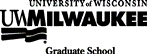 UNIVERSITY of WISCONSIN
UWMILWAUKEE
Graduate School